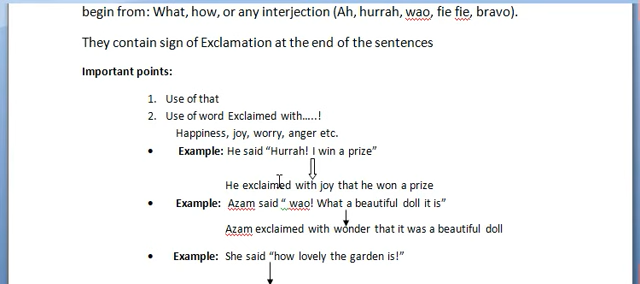 begin from: What, how, or any interjection (Ah, hurrah, wao, fie fie, bravo).
They contain sign of Exclamation at the end of the sentences
Important points:
1. Use of that
2. Use of word Exclaimed with.....!
Happiness, joy, worry, anger etc.
• Example: He said "Hurrah! I win a prize"
He exclaimed with joy that he won a prize
• Example: Azam said " wao! What a beautiful doll it is"
Azam exclaimed with wonder that it was a beautiful doll
• Example: She said "how lovely the garden is!"